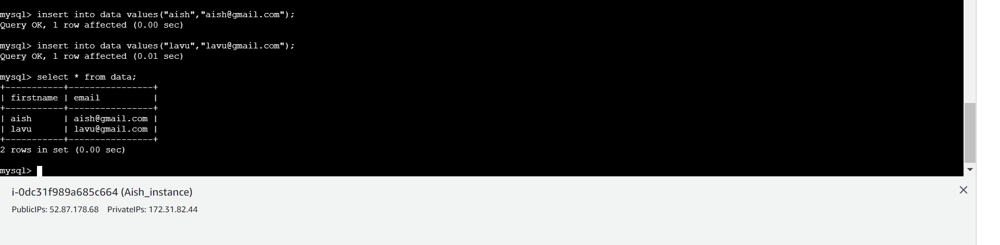 mysql> insert into data values("aish","aish@gmail.com");
Query OK, 1 row affected (0.00 sec)
mysql> insert into data values("lavu","lavu@gmail.com");
Query OK, 1 row affected (0.01 sec)
mysql> select * from data;
+-----------+----------------+
| firstname | email          |
+-----------+----------------+
| aish      | aish@gmail.com |
| lavu      | lavu@gmail.com |
+-----------+----------------+
2 rows in set (0.00 sec)
mysql>
i-0dc31f989a685c664 (Aish_instance)
PublicIPs: 52.87.178.68 PrivateIPs: 172.31.82.44